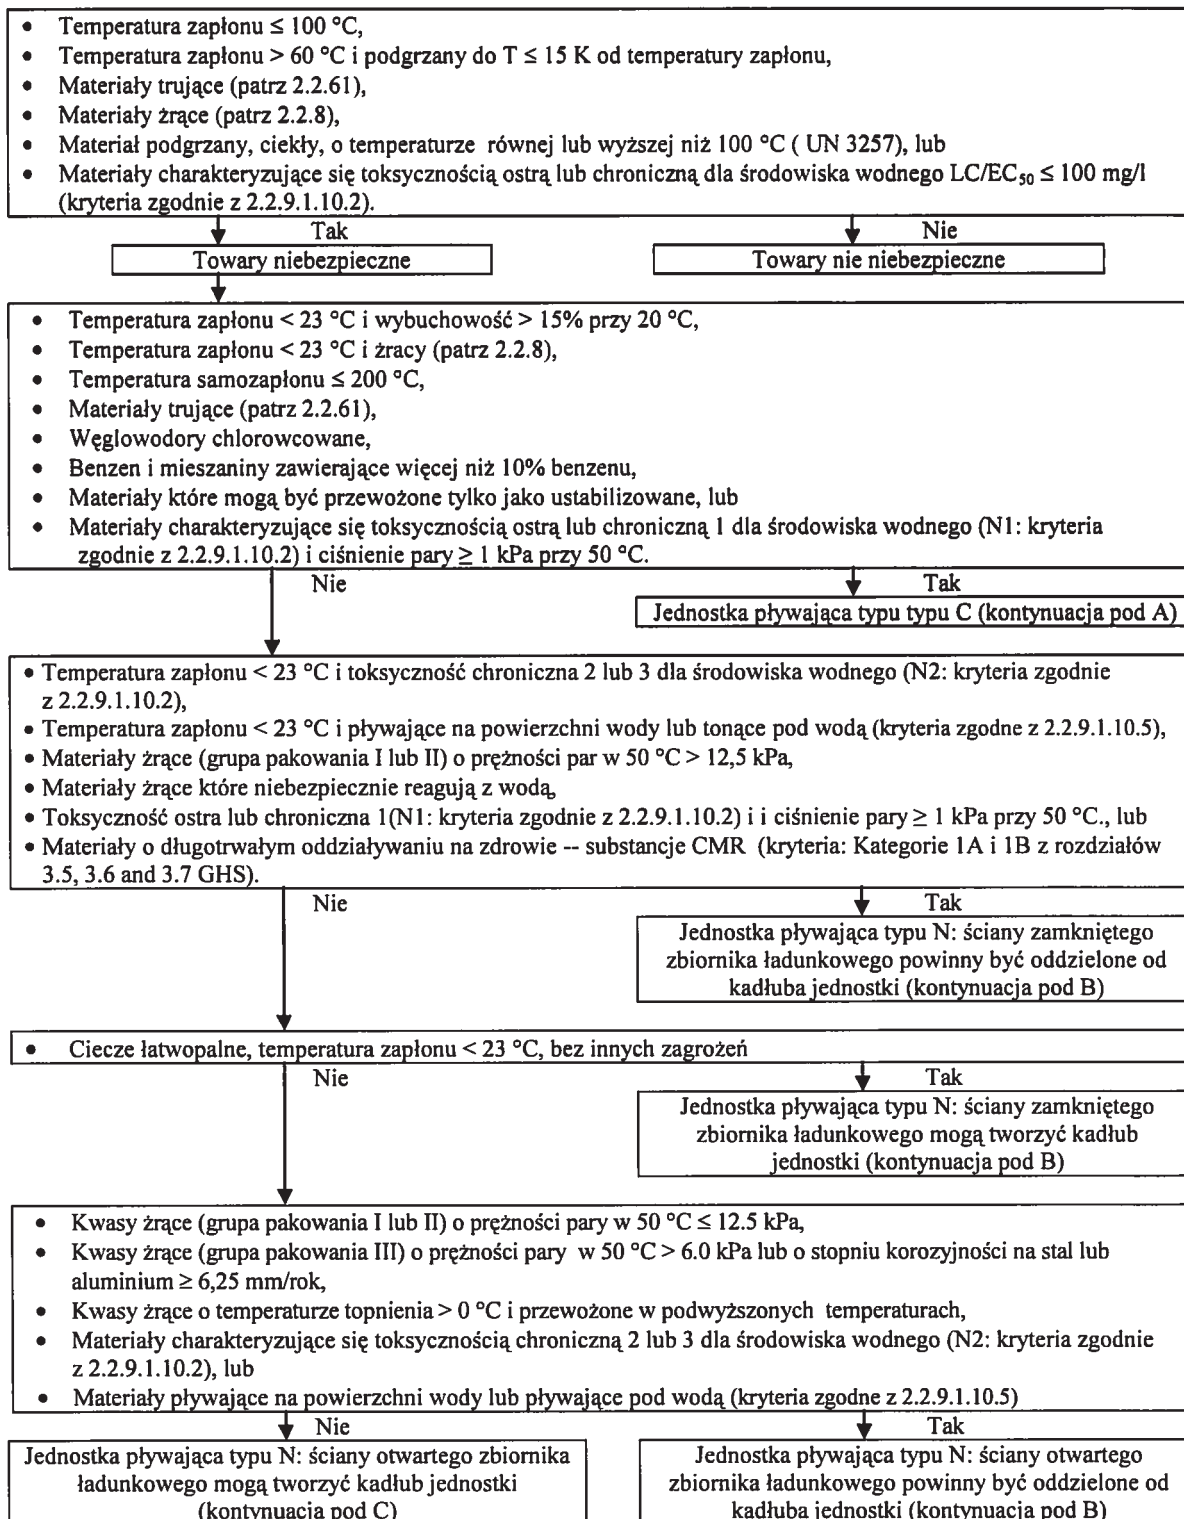 • Temperatura zapłonu ≤ 100 °C,
• Temperatura zapłonu > 60 °C i podgrzany do T ≤ 15 K od temperatury zapłonu,
• Materiały trujące (patrz 2.2.61),
• Materiały żrące (patrz 2.2.8),
• Materiał podgrzany, ciekły, o temperaturze równej lub wyższej niż 100 °C ( UN 3257), lub
• Materiały charakteryzujące się toksycznością ostrą lub chroniczną dla środowiska wodnego LC/EC₅₀ ≤ 100 mg/l
(kryteria zgodnie z 2.2.9.1.10.2).
Tak
Nie
Towary niebezpieczne
Towary nie niebezpieczne
• Temperatura zapłonu < 23 °C i wybuchowość > 15% przy 20 °C,
• Temperatura zapłonu < 23 °C i żracy (patrz 2.2.8),
• Temperatura samozapłonu ≤ 200 °C,
• Materiały trujące (patrz 2.2.61),
• Węglowodory chlorowcowane,
• Benzen i mieszaniny zawierające więcej niż 10% benzenu,
• Materiały które mogą być przewożone tylko jako ustabilizowane, lub
• Materiały charakteryzujące się toksycznością ostrą lub chroniczną 1 dla środowiska wodnego (N1: kryteria
zgodnie z 2.2.9.1.10.2) i ciśnienie pary ≥ 1 kPa przy 50 °C.
Nie
Tak
Jednostka pływająca typu typu C (kontynuacja pod A)
• Temperatura zapłonu < 23 °C i toksyczność chroniczna 2 lub 3 dla środowiska wodnego (N2: kryteria zgodnie
z 2.2.9.1.10.2),
• Temperatura zapłonu < 23 °C i pływające na powierzchni wody lub tonące pod wodą (kryteria zgodne z 2.2.9.1.10.5),
• Materiały żrące (grupa pakowania I lub II) o prężności par w 50 °C > 12,5 kPa,
• Materiały żrące które niebezpiecznie reagują z wodą,
• Toksyczność ostra lub chroniczna 1(N1: kryteria zgodnie z 2.2.9.1.10.2) i i ciśnienie pary ≥ 1 kPa przy 50 °C., lub
• Materiały o długotrwałym oddziaływaniu na zdrowie -- substancje CMR (kryteria: Kategorie 1A i 1B z rozdziałów
3.5, 3.6 and 3.7 GHS).
Nie
Tak
Jednostka pływająca typu N: ściany zamkniętego
zbiornika ładunkowego powinny być oddzielone od
kadłuba jednostki (kontynuacja pod B)
• Ciecze łatwopalne, temperatura zapłonu < 23 °C, bez innych zagrożeń
Nie
Tak
Jednostka pływająca typu N: ściany zamkniętego
zbiornika ładunkowego mogą tworzyć kadłub
jednostki (kontynuacja pod B)
• Kwasy żrące (grupa pakowania I lub II) o prężności pary w 50 °C ≤ 12.5 kPa,
• Kwasy żrące (grupa pakowania III) o prężności pary w 50 °C > 6.0 kPa lub o stopniu korozyjności na stal lub
aluminium ≥ 6,25 mm/rok,
• Kwasy żrące o temperaturze topnienia > 0 °C i przewożone w podwyższonych temperaturach,
• Materiały charakteryzujące się toksycznością chroniczną 2 lub 3 dla środowiska wodnego (N2: kryteria zgodnie
z 2.2.9.1.10.2), lub
• Materiały pływające na powierzchni wody lub pływające pod wodą (kryteria zgodne z 2.2.9.1.10.5)
Nie
Tak
Jednostka pływająca typu N: ściany otwartego zbiornika
ładunkowego mogą tworzyć kadłub jednostki
(kontynuacja pod C)
Jednostka pływająca typu N: ściany otwartego
zbiornika ładunkowego powinny być oddzielone od
kadłuba jednostki (kontynuacja pod B)